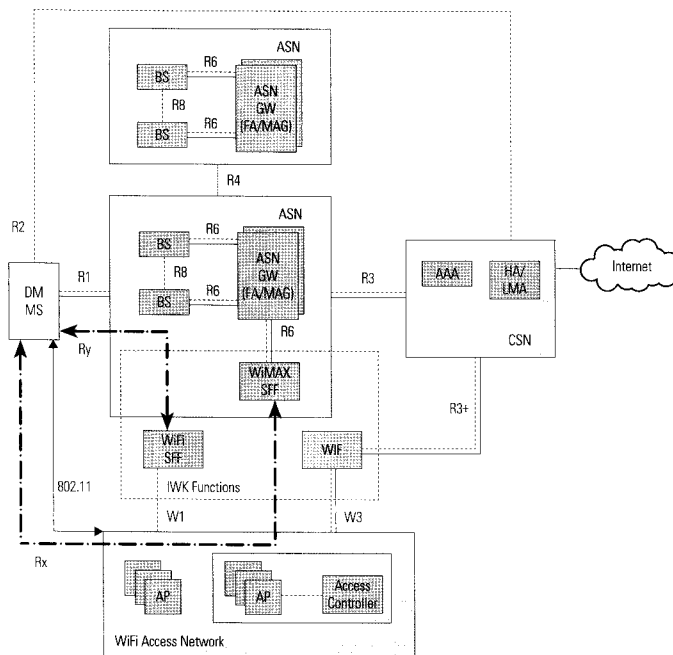 ASN
BS
R6
R8
BS
R6
ASN
GW
(FA/MAG)
R4
R2
ASN
BS
R6
R8
BS
R6
ASN
GW
(FA/MAG)
R1
DM
MS
R3
AAA
HA/
LMA
CSN
Internet
Ry
R6
WiMAX
SFF
R3+
WiFi
SFF
WIF
IWK Functions
802.11
W1
W3
Rx
AP
AP
Access
Controller
WiFi Access Network